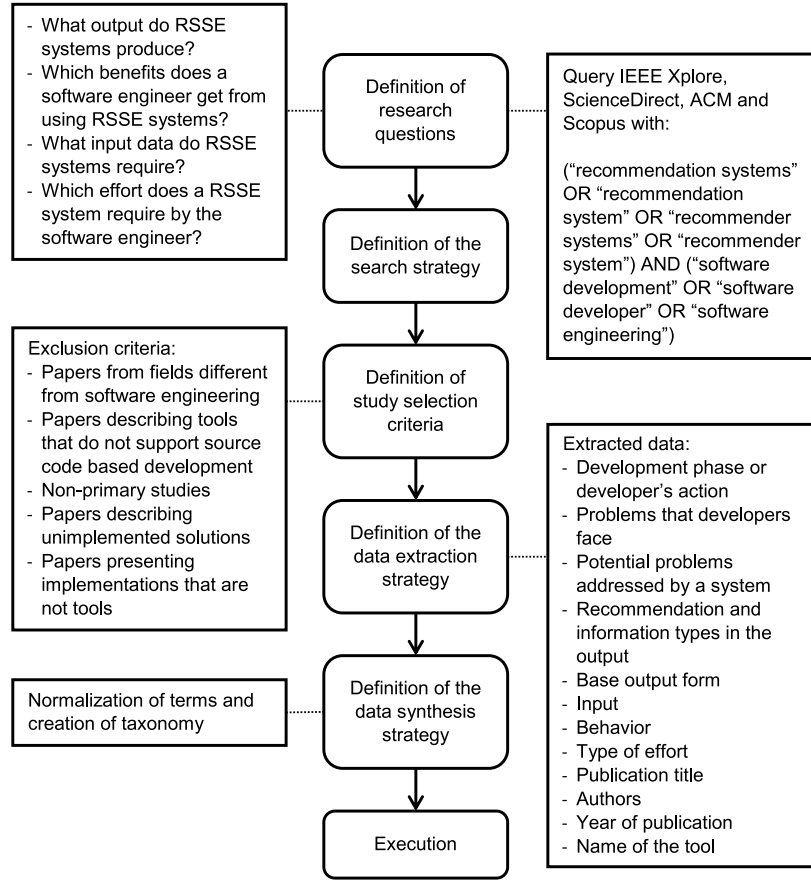 - What output do RSSE
systems produce?
- Which benefits does a
software engineer get from
using RSSE systems?
- What input data do RSSE
systems require?
- Which effort does a RSSE
system require by the
software engineer?
Definition of
research
questions
Query IEEE Xplore,
ScienceDirect, ACM and
Scopus with:
(“recommendation systems”
OR “recommendation
system” OR “recommender
systems” OR “recommender
system”) AND (“software
development” OR “software
developer” OR “software
engineering”)
Definition of the
search strategy
Exclusion criteria:
- Papers from fields different
from software engineering
- Papers describing tools
that do not support source
code based development
- Non-primary studies
- Papers describing
unimplemented solutions
- Papers presenting
implementations that are
not tools
Definition of
study selection
criteria
Definition of the
data extraction
strategy
Extracted data:
- Development phase or
developer’s action
- Problems that developers
face
- Potential problems
addressed by a system
- Recommendation and
information types in the
output
- Base output form
- Input
- Behavior
- Type of effort
- Publication title
- Authors
- Year of publication
- Name of the tool
Normalization of terms and
creation of taxonomy
Definition of the
data synthesis
strategy
Execution